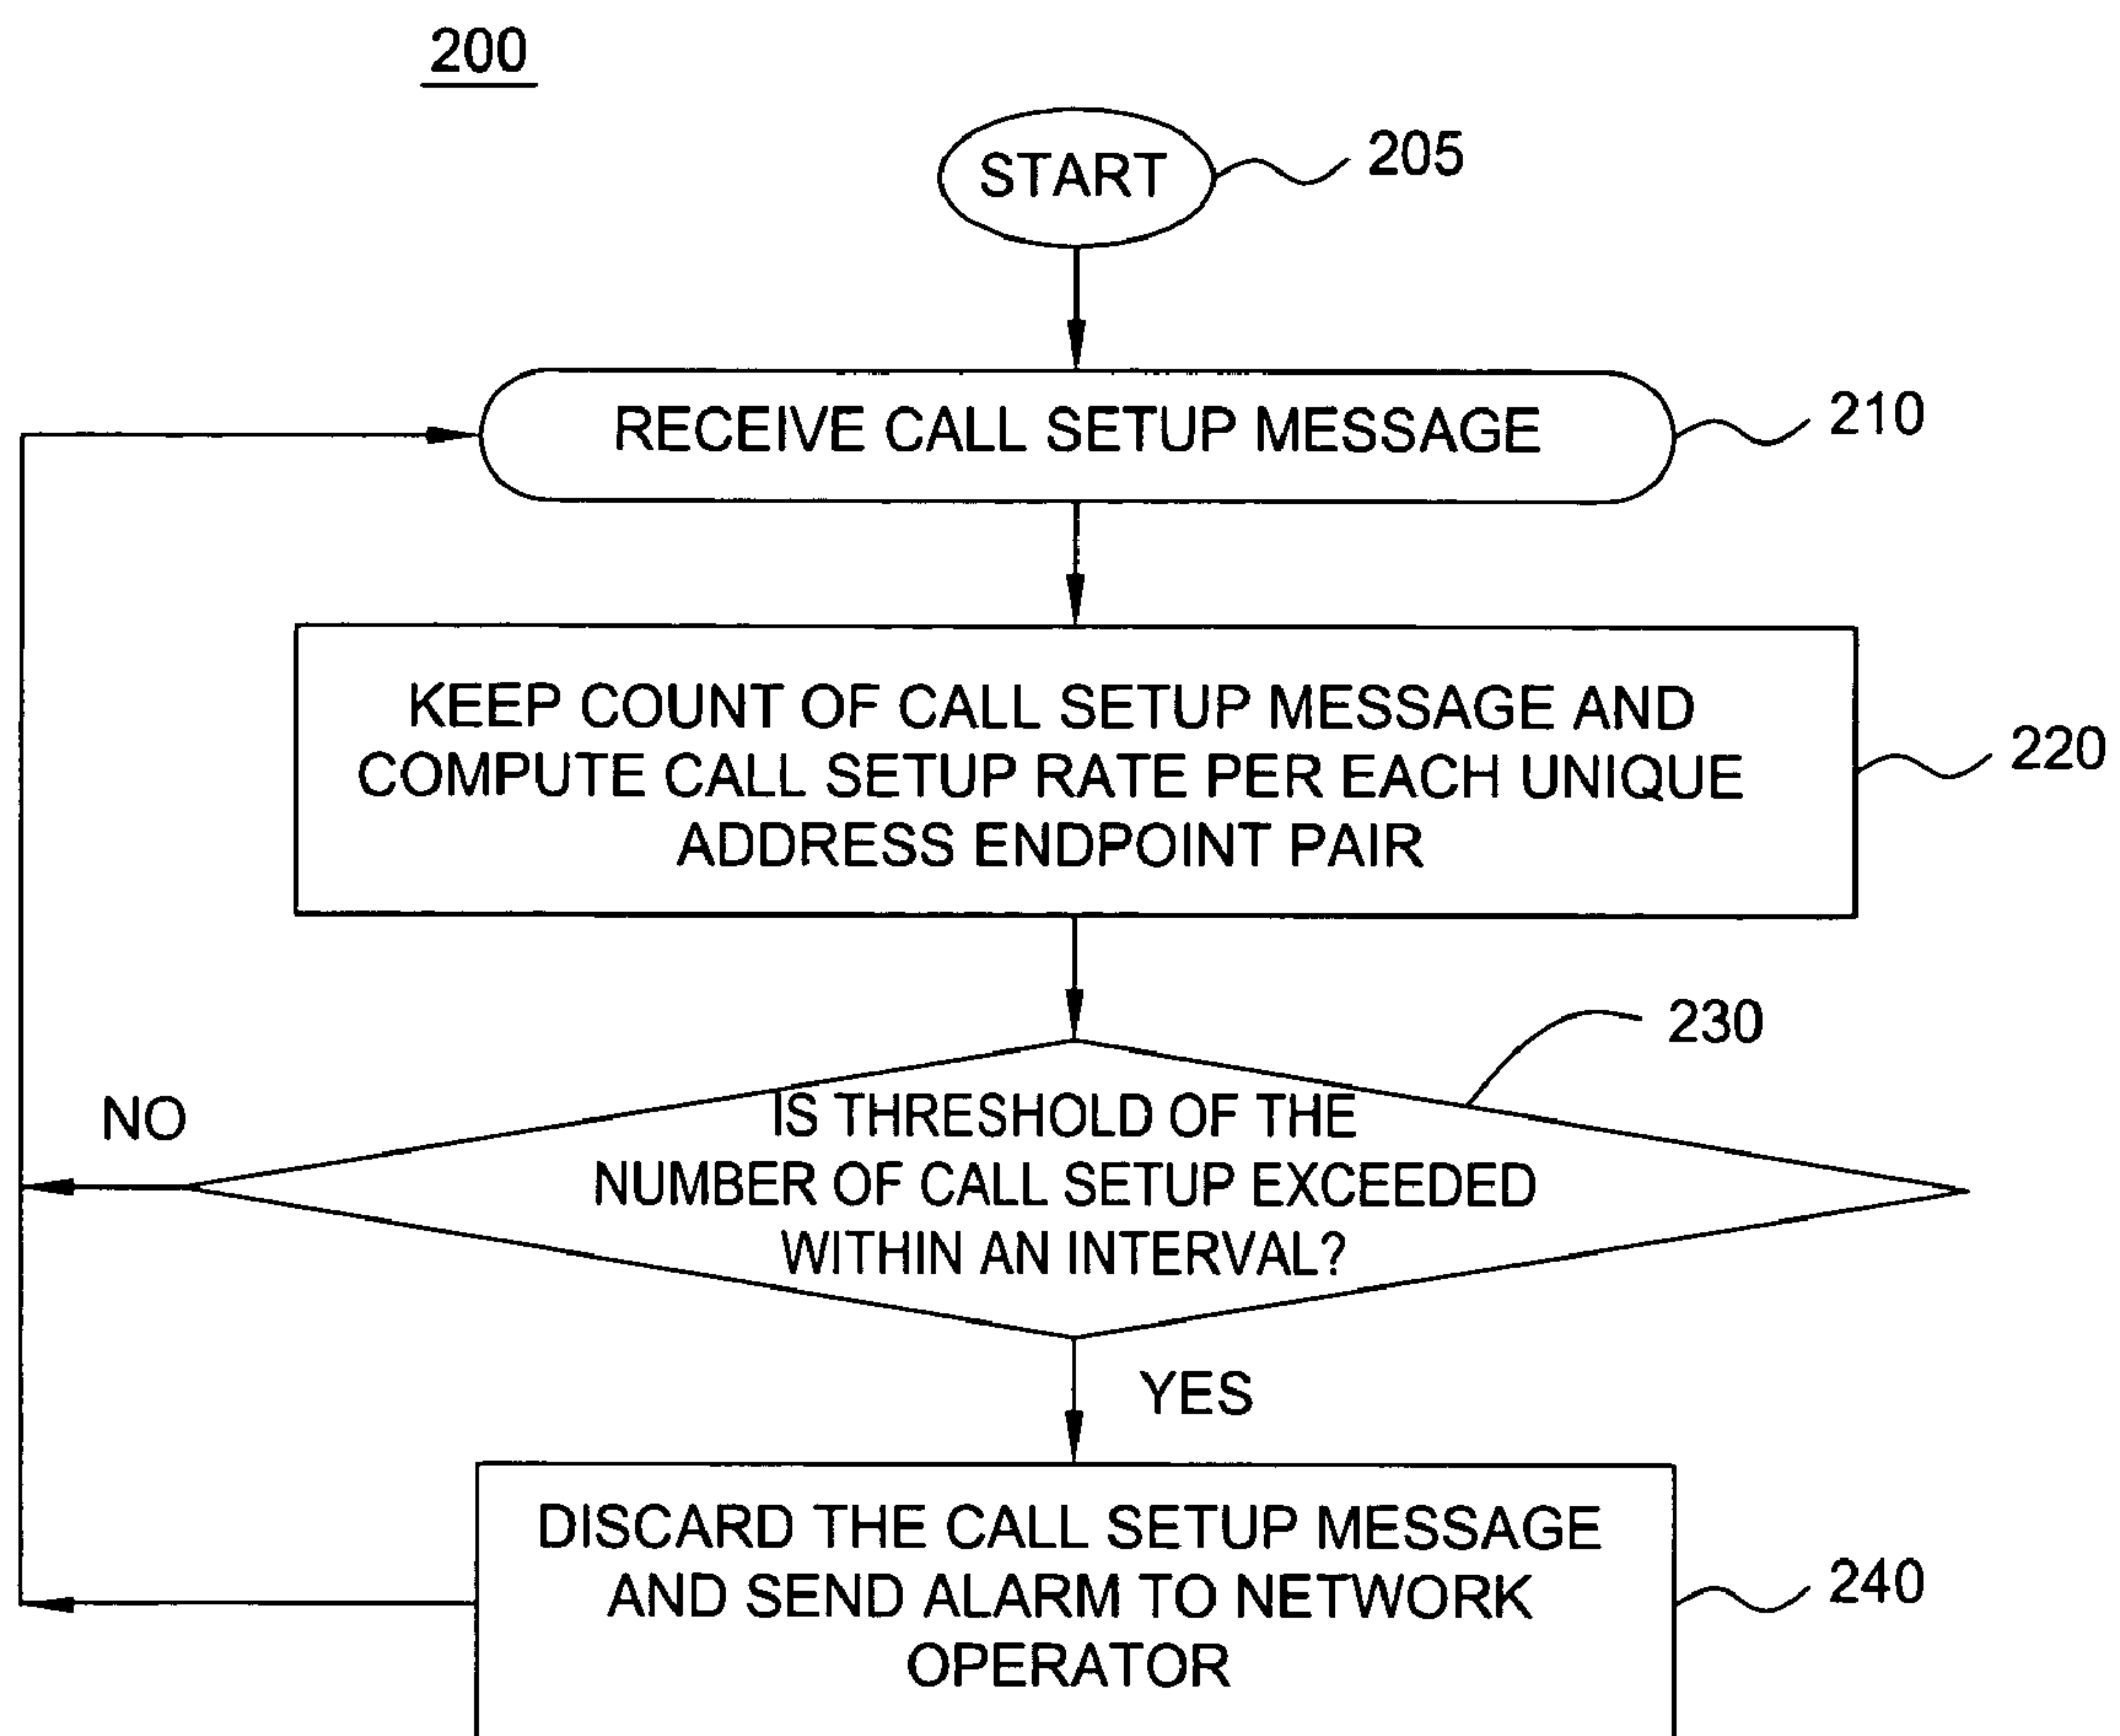 200
START
205
RECEIVE CALL SETUP MESSAGE
210
KEEP COUNT OF CALL SETUP MESSAGE AND
COMPUTE CALL SETUP RATE PER EACH UNIQUE
ADDRESS ENDPOINT PAIR
220
230
IS THRESHOLD OF THE
NUMBER OF CALL SETUP EXCEEDED
WITHIN AN INTERVAL?
NO
YES
DISCARD THE CALL SETUP MESSAGE
AND SEND ALARM TO NETWORK
OPERATOR
240